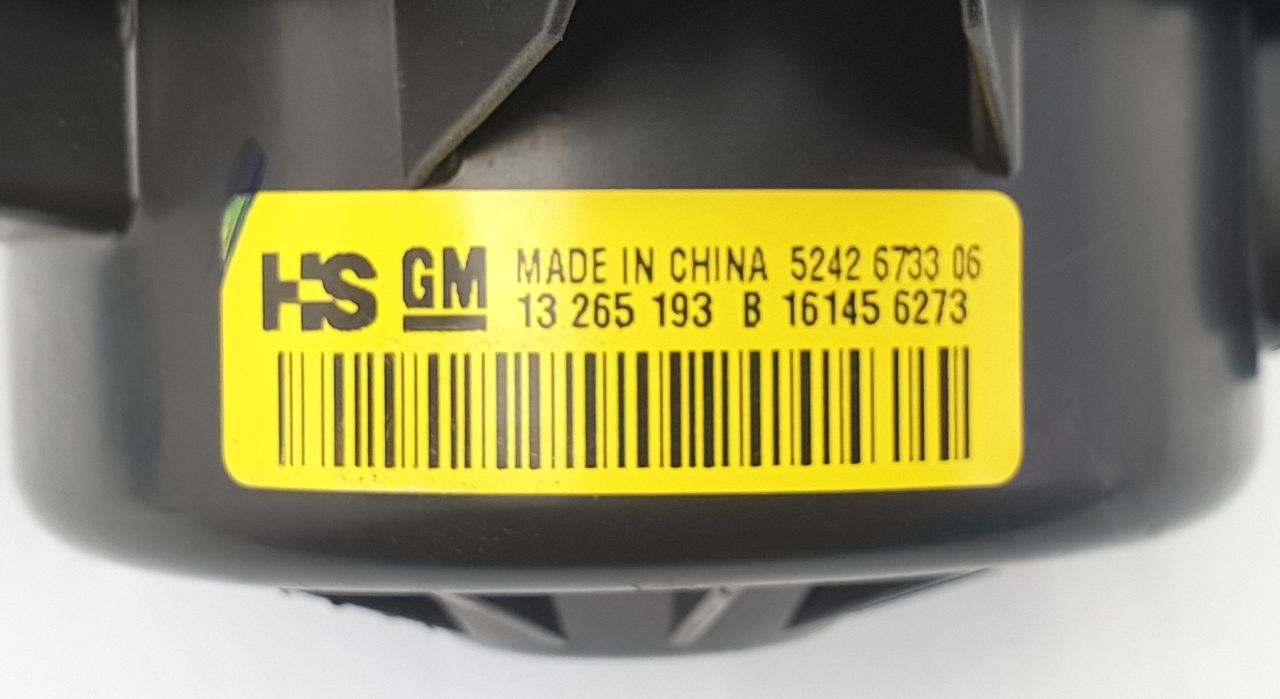 HS GM MADE IN CHINA 5242 6733 06
13 265 193 B 16145 6273